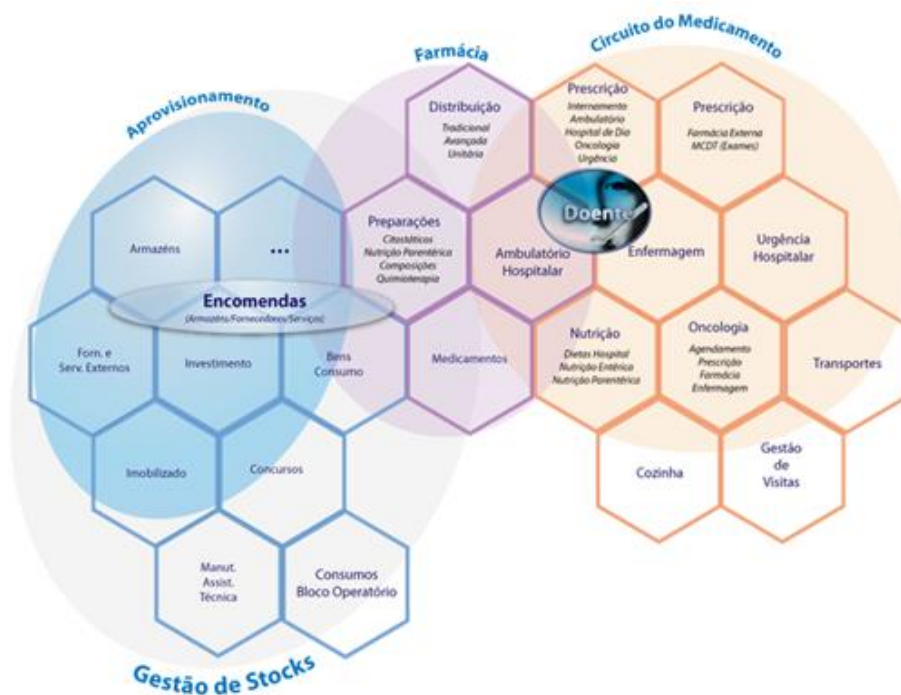 Circuito do Medicamento
Farmácia
Aprovisionamento
Distribuição
Tradicional
Avançada
Unitária
Prescrição
Internamento
Ambulatório
Hospital de Dia
Oncologia
Urgência
Prescrição
Farmácia Externa
MCDT (Exames)
Armazéns
...
Preparações
Citostáticos
Nutrição Parentérica
Composições
Quimioterapia
Ambulatório
Hospitalar
Doente
Enfermagem
Urgência
Hospitalar
Encomendas
(Armazéns/Fornecedores/Serviços)
Forn. e
Serv. Externos
Investimento
Bens
Consumo
Medicamentos
Nutrição
Dietas Hospital
Nutrição Entérica
Nutrição Parentérica
Oncologia
Agendamento
Prescrição
Farmácia
Enfermagem
Transportes
Imobilizado
Concursos
Cozinha
Gestão
de
Visitas
Manut.
Assist.
Técnica
Consumos
Bloco Operatório
Gestão de Stocks